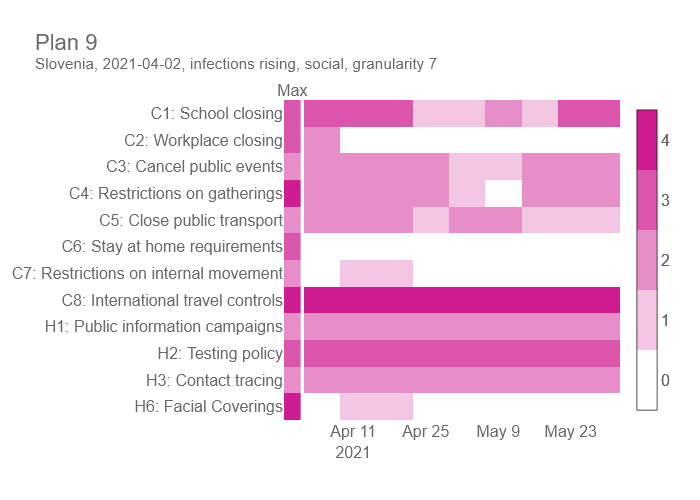 Plan 9
Slovenia, 2021-04-02, infections rising, social, granularity 7
Max
C1: School closing
C2: Workplace closing
C3: Cancel public events
C4: Restrictions on gatherings
C5: Close public transport
C6: Stay at home requirements
C7: Restrictions on internal movement
C8: International travel controls
H1: Public information campaigns
H2: Testing policy
H3: Contact tracing
H6: Facial Coverings
Apr 11 Apr 25 May 9 May 23
2021
4
3
2
1
0